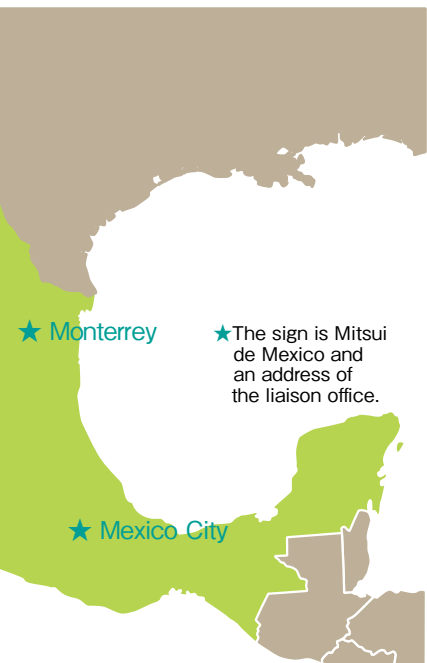 ★ Monterrey
★The sign is Mitsui
de Mexico and
an address of
the liaison office.
★ Mexico City